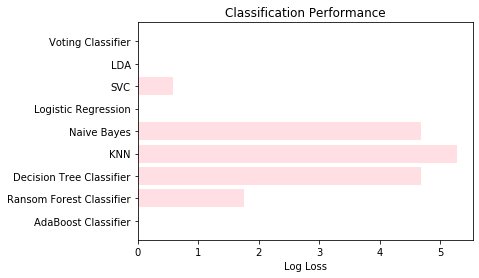 Classification Performance
Voting Classifier
LDA
SVC
Logistic Regression
Naive Bayes
KNN
Decision Tree Classifier
Ransom Forest Classifier
AdaBoost Classifier
0 1 2 3 4 5
Log Loss